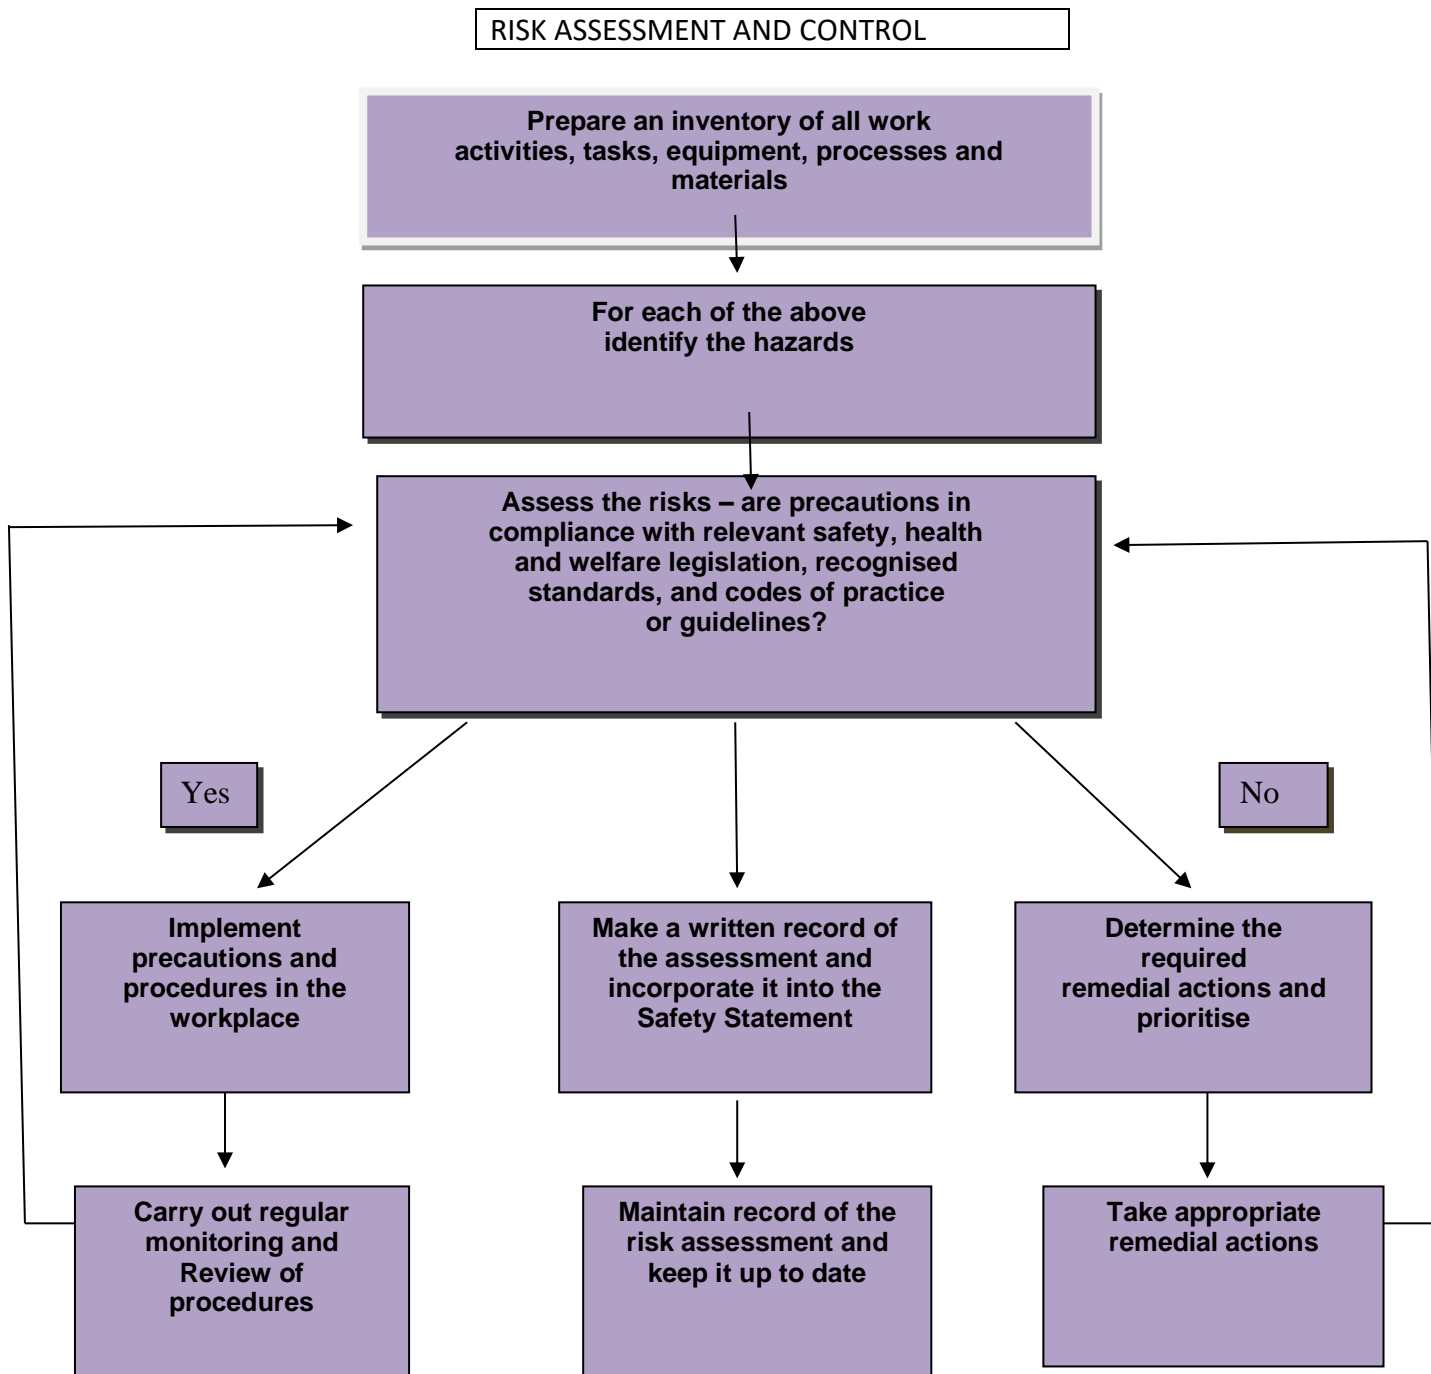 RISK ASSESSMENT AND CONTROL
Prepare an inventory of all work
activities, tasks, equipment, processes and
materials
For each of the above
identify the hazards
Assess the risks – are precautions in
compliance with relevant safety, health
and welfare legislation, recognised
standards, and codes of practice
or guidelines?
Yes
No
Implement
precautions and
procedures in the
workplace
Make a written record of
the assessment and
incorporate it into the
Safety Statement
Determine the
required
remedial actions and
prioritise
Carry out regular
monitoring and
Review of
procedures
Maintain record of the
risk assessment and
keep it up to date
Take appropriate
remedial actions